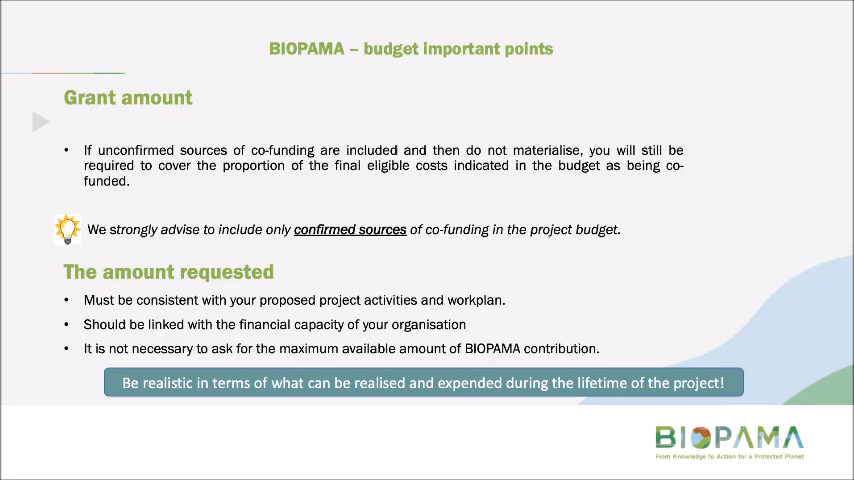 BIOPAMA – budget important points
Grant amount
• If unconfirmed sources of co-funding are included and then do not materialise, you will still be
required to cover the proportion of the final eligible costs indicated in the budget as being co-
funded.
We strongly advise to include only confirmed sources of co-funding in the project budget.
The amount requested
• Must be consistent with your proposed project activities and workplan.
• Should be linked with the financial capacity of your organisation
• It is not necessary to ask for the maximum available amount of BIOPAMA contribution.
Be realistic in terms of what can be realised and expended during the lifetime of the project!
BIOPAMA
From Knowledge to Action for a Protected Planet